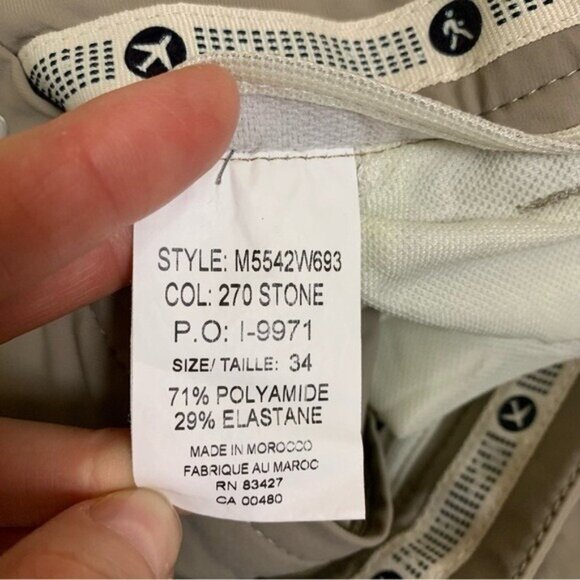 STYLE: M5542W693
COL: 270 STONE
P.O: I-9971
SIZE/ TAILLE: 34
71% POLYAMIDE
29% ELASTANE
MADE IN MOROCCO
FABRIQUE AU MAROC
RN 83427
CA 00480